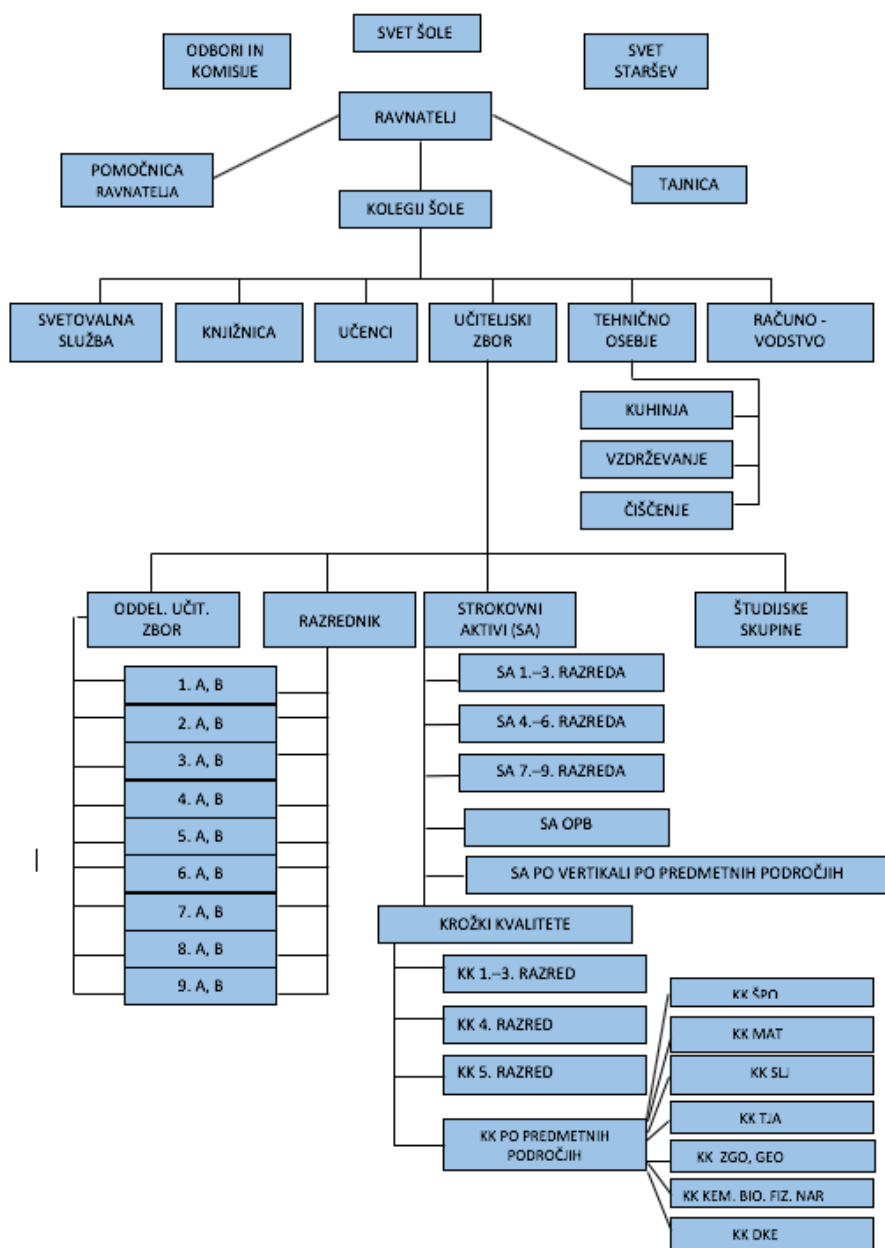 SVET ŠOLE
ODBORI IN
KOMISIJE
SVET
STARŠEV
RAVNATELJ
POMOČNICA
RAVNATELJA
TAJNICA
KOLEGIJ ŠOLE
SVETOVALNA
SLUŽBA
KNJIŽNICA
UČENCI
UČITELJSKI
ZBOR
TEHNIČNO
OSEBJE
RAČUNO -
VODSTVO
KUHINJA
VZDRŽEVANJE
ČIŠČENJE
ODDEL. UČIT.
ZBOR
RAZREDNIK
STROKOVNI
AKTIVI (SA)
ŠTUDIJSKE
SKUPINE
1. A, B
2. A, B
3. A, B
4. A, B
5. A, B
6. A, B
7. A, B
8. A, B
9. A, B
SA 1.–3. RAZREDA
SA 4.–6. RAZREDA
SA 7.–9. RAZREDA
SA OPB
SA PO VERTIKALI PO PREDMETNIH PODROČJIH
KROŽKI KVALITETE
KK 1.–3. RAZRED
KK 4. RAZRED
KK 5. RAZRED
KK PO PREDMETNIH
PODROČJIH
KK ŠPO
KK MAT
KK SLJ
KK TJA
KK ZGO, GEO
KK KEM. BIO. FIZ. NAR
KK DKE